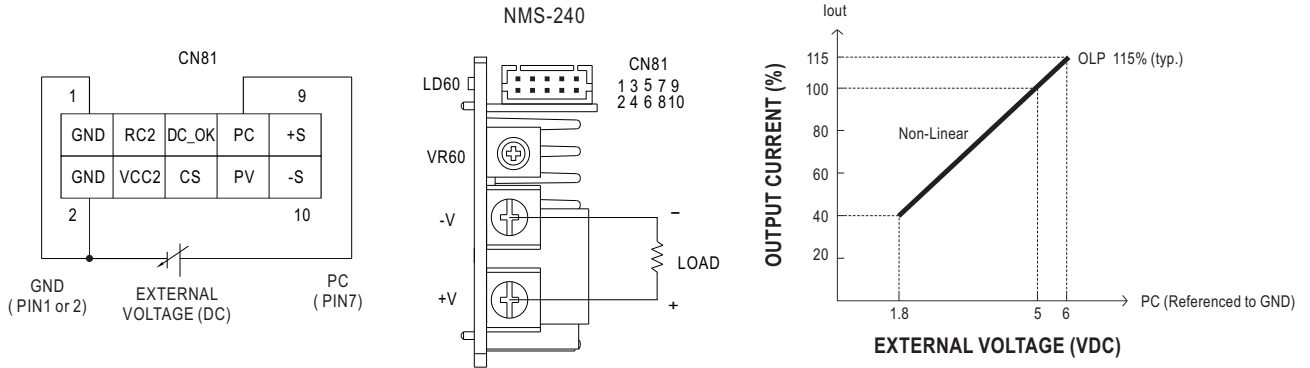 CN81
1 9
GND RC2 DC_OK PC +S
GND VCC2 CS PV -S
2 10
GND
( PIN1 or 2)
EXTERNAL
VOLTAGE (DC)
PC
( PIN7)
NMS-240
LD60
CN81
1 3 5 7 9
2 4 6 8 10
VR60
-V
+V
−
LOAD
+
Iout
OUTPUT CURRENT (%)
115
100
80
60
40
20
OLP 115% (typ.)
Non-Linear
1.8 5 6
PC (Referenced to GND)
EXTERNAL VOLTAGE (VDC)